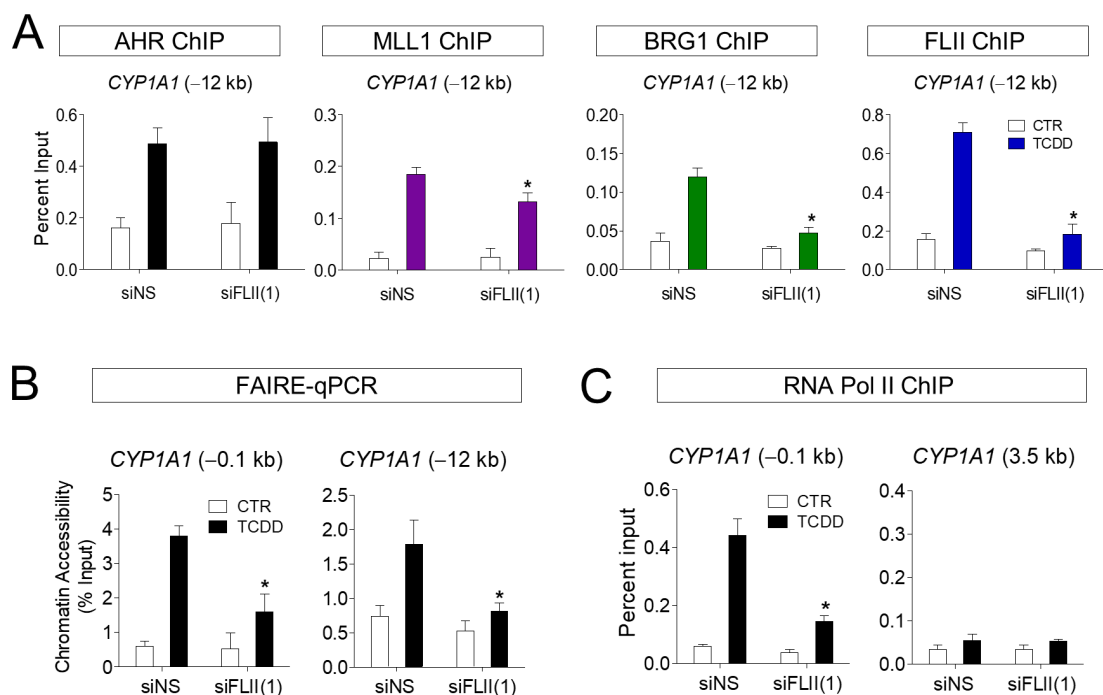 A
AHR ChIP
MLL1 ChIP
BRG1 ChIP
FLII ChIP
CYP1A1 (−12 kb)
CYP1A1 (−12 kb)
CYP1A1 (−12 kb)
CYP1A1 (−12 kb)
Percent Input
0.6
0.4
0.2
0.0
siNS
siFLII(1)
0.3
0.2
0.1
0.0
*
siNS
siFLII(1)
0.20
0.15
0.10
0.05
0.00
*
siNS
siFLII(1)
0.8
0.6
0.4
0.2
0.0
CTR
TCDD
*
siNS
siFLII(1)
B
FAIRE-qPCR
CYP1A1 (−0.1 kb)
CYP1A1 (−12 kb)
Chromatin Accessibility
(% Input)
5
4
3
2
1
0
CTR
TCDD
*
siNS
siFLII(1)
2.5
2.0
1.5
1.0
0.5
0.0
*
siNS
siFLII(1)
C
RNA Pol II ChIP
CYP1A1 (−0.1 kb)
CYP1A1 (3.5 kb)
Percent input
0.6
0.4
0.2
0.0
CTR
TCDD
*
siNS
siFLII(1)
0.4
0.3
0.2
0.1
0.0
siNS
siFLII(1)